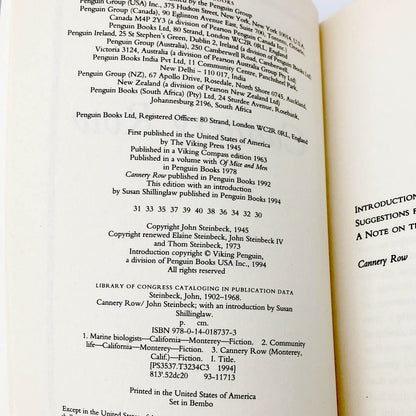 BOOKS
by the Penguin Group
Penguin Group (USA) Inc., 375 Hudson Street, New York, New York 10014, U.S.A.
Canada M4P 2Y3 (a division of Pearson Penguin Canada Inc.)
Penguin Books Ltd, 80 Strand, London WC2R 0RL, England
Penguin Ireland, 25 St Stephen's Green, Dublin 2, Ireland (a division of Penguin Books Ltd)
Penguin Group (Australia), 250 Camberwell Road, Camberwell,
Victoria 3124, Australia (a division of Pearson Australia Group Pty Ltd)
Penguin Books India Pvt Ltd, 11 Community Centre, Panchsheel Park,
New Delhi – 110 017, India
Penguin Group (NZ), 67 Apollo Drive, Rosedale, North Shore 0745, Auckland,
New Zealand (a division of Pearson New Zealand Ltd)
Penguin Books (South Africa) (Pty) Ltd, 24 Sturdee Avenue, Rosebank,
Johannesburg 2196, South Africa
Penguin Books Ltd, Registered Offices: 80 Strand, London WC2R 0RL, England
First published in the United States of America
by The Viking Press 1945
Published in a Viking Compass edition 1963
Published in a volume with Of Mice and Men
in Penguin Books 1978
Cannery Row published in Penguin Books 1992
This edition with an introduction
by Susan Shillinglaw published in Penguin Books 1994
31 33 35 37 39 40 38 36 34 32 30
Copyright John Steinbeck, 1945
Copyright renewed Elaine Steinbeck, John Steinbeck IV
and Thom Steinbeck, 1973
Introduction copyright © Viking Penguin,
a division of Penguin Books USA Inc., 1994
All rights reserved
LIBRARY OF CONGRESS CATALOGING IN PUBLICATION DATA
Steinbeck, John, 1902–1968.
Cannery Row/ John Steinbeck; with an introduction by Susan
Shillinglaw.
p. cm.
ISBN 978-0-14-018737-3
1. Marine biologists—California—Monterey—Fiction. 2. Community
life—California—Monterey—Fiction. 3. Cannery Row (Monterey,
Calif.)—Fiction. I. Title.
[PS3537.T3234C3 1994]
813'.52dc20 93-11713
Printed in the United States of America
Set in Bembo
Except in the United States of America,
INTRODUCTION
SUGGESTIONS
A NOTE ON
Cannery Row